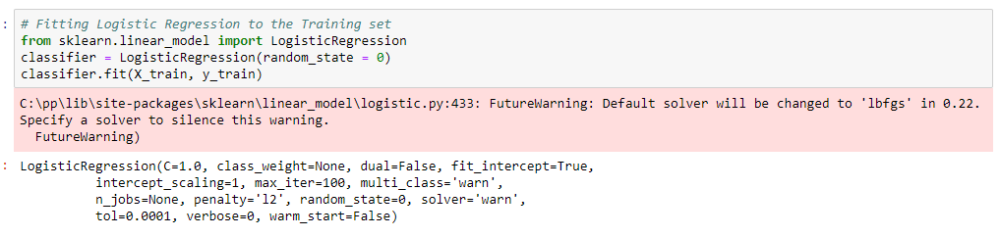 : # Fitting Logistic Regression to the Training set
from sklearn.linear_model import LogisticRegression
classifier = LogisticRegression(random_state = 0)
classifier.fit(X_train, y_train)
C:\pp\lib\site-packages\sklearn\linear_model\logistic.py:433: FutureWarning: Default solver will be changed to 'lbfgs' in 0.22.
Specify a solver to silence this warning.
  FutureWarning)
: LogisticRegression(C=1.0, class_weight=None, dual=False, fit_intercept=True,
          intercept_scaling=1, max_iter=100, multi_class='warn',
          n_jobs=None, penalty='l2', random_state=0, solver='warn',
          tol=0.0001, verbose=0, warm_start=False)